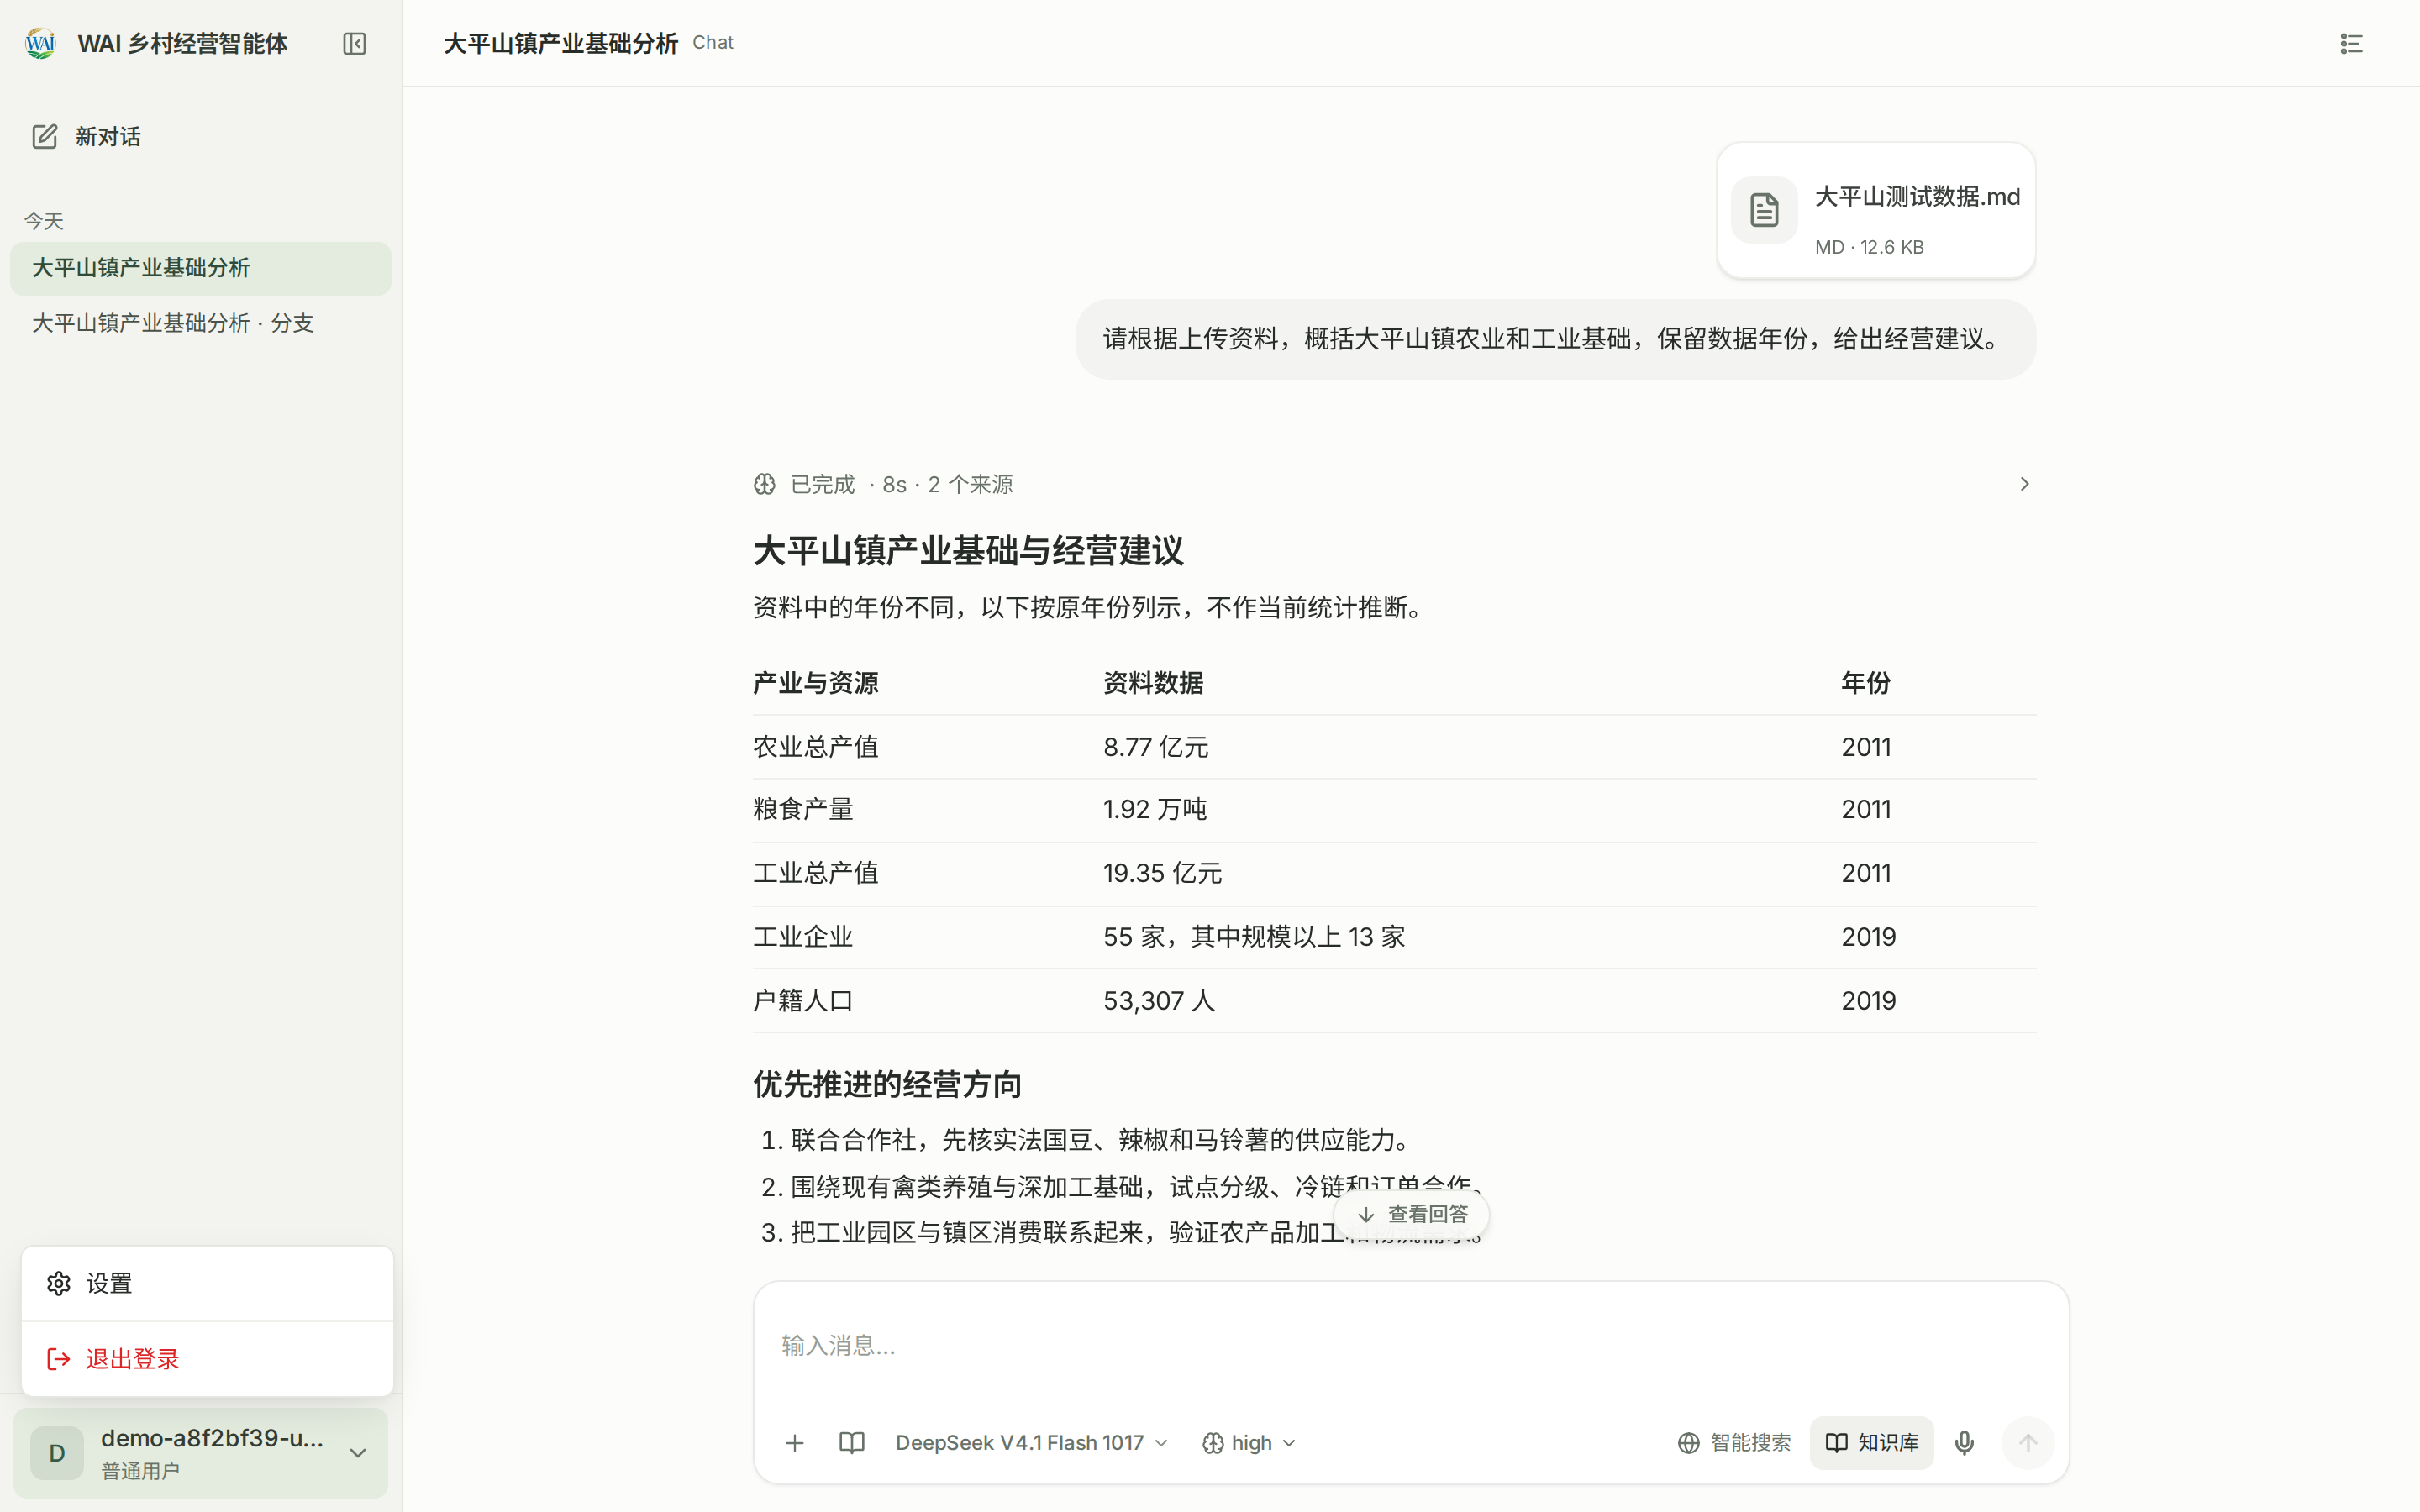 WAI 乡村经营智能体
新对话
今天
大平山镇产业基础分析
大平山镇产业基础分析 · 分支
设置
退出登录
D
demo-a8f2bf39-u...
普通用户
大平山镇产业基础分析 Chat
大平山测试数据.md
MD · 12.6 KB
请根据上传资料，概括大平山镇农业和工业基础，保留数据年份，给出经营建议。
已完成 · 8s · 2 个来源
大平山镇产业基础与经营建议
资料中的年份不同，以下按原年份列示，不作当前统计推断。
产业与资源 资料数据 年份
农业总产值 8.77 亿元 2011
粮食产量 1.92 万吨 2011
工业总产值 19.35 亿元 2011
工业企业 55 家，其中规模以上 13 家 2019
户籍人口 53,307 人 2019
优先推进的经营方向
1. 联合合作社，先核实法国豆、辣椒和马铃薯的供应能力。
2. 围绕现有禽类养殖与深加工基础，试点分级、冷链和订单合作。
3. 把工业园区与镇区消费联系起来，验证农产品加工
查看回答
输入消息...
DeepSeek V4.1 Flash 1017 high 智能搜索 知识库